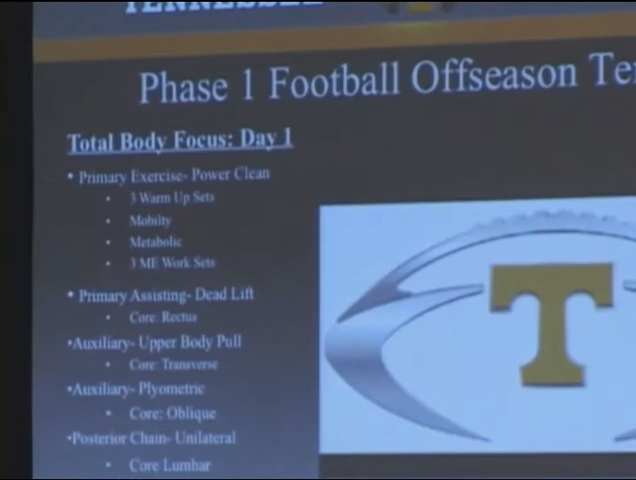 TENNESSEE
Phase 1 Football Offseason Te
Total Body Focus: Day 1
• Primary Exercise- Power Clean
• 3 Warm Up Sets
• Mobilty
• Metabolic
• 3 ME Work Sets
• Primary Assisting- Dead Lift
• Core: Rectus
•Auxiliary- Upper Body Pull
• Core: Transverse
•Auxiliary- Plyometric
• Core: Oblique
•Posterior Chain- Unilateral
• Core Lumbar
T